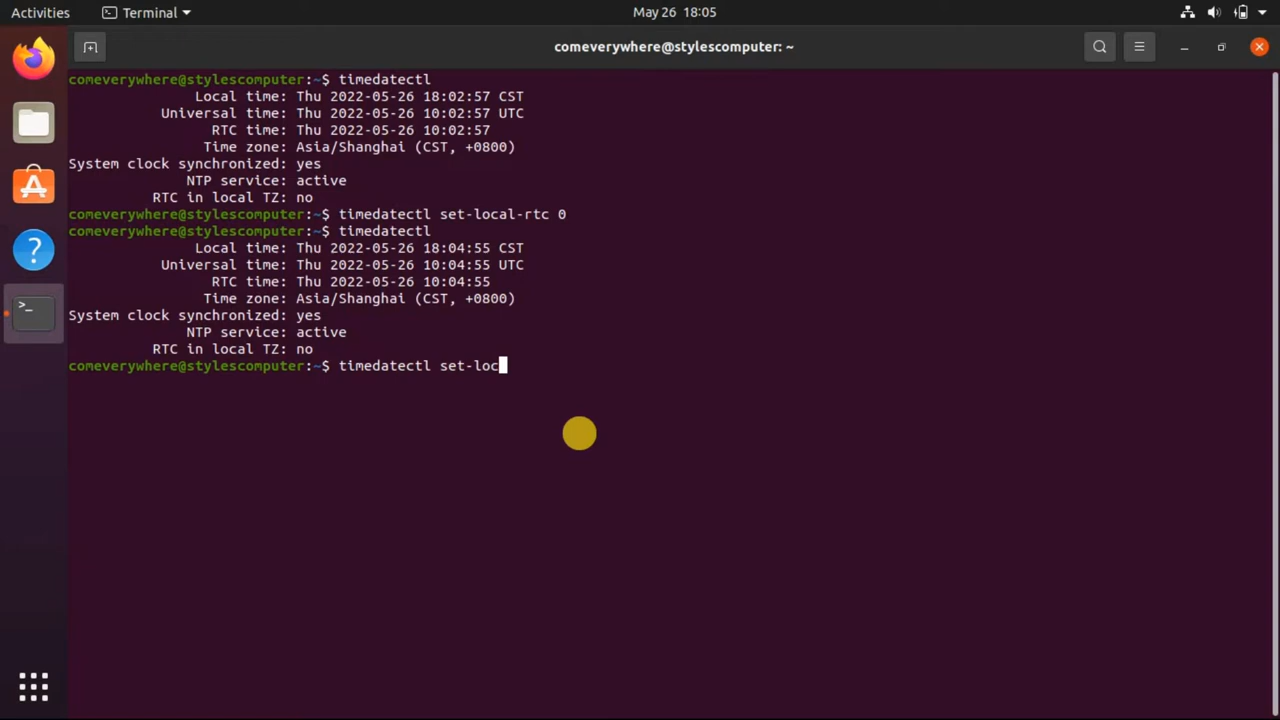 Activities
Terminal
May 26 18:05
comeverywhere@stylescomputer: ~
comeverywhere@stylescomputer:~$ timedatectl
Local time: Thu 2022-05-26 18:02:57 CST
Universal time: Thu 2022-05-26 10:02:57 UTC
RTC time: Thu 2022-05-26 10:02:57
Time zone: Asia/Shanghai (CST, +0800)
System clock synchronized: yes
NTP service: active
RTC in local TZ: no
comeverywhere@stylescomputer:~$ timedatectl set-local-rtc 0
comeverywhere@stylescomputer:~$ timedatectl
Local time: Thu 2022-05-26 18:04:55 CST
Universal time: Thu 2022-05-26 10:04:55 UTC
RTC time: Thu 2022-05-26 10:04:55
Time zone: Asia/Shanghai (CST, +0800)
System clock synchronized: yes
NTP service: active
RTC in local TZ: no
comeverywhere@stylescomputer:~$ timedatectl set-loc